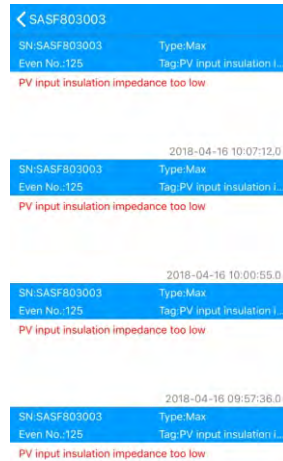 SASF803003
SN:SASF803003 Type:Max
Even No.:125 Tag:PV input insulation i...
PV input insulation impedance too low
2018-04-16 10:07:12.0
SN:SASF803003 Type:Max
Even No.:125 Tag:PV input insulation i...
PV input insulation impedance too low
2018-04-16 10:00:55.0
SN:SASF803003 Type:Max
Even No.:125 Tag:PV input insulation i...
PV input insulation impedance too low
2018-04-16 09:57:36.0
SN:SASF803003 Type:Max
Even No.:125 Tag:PV input insulation i...
PV input insulation impedance too low